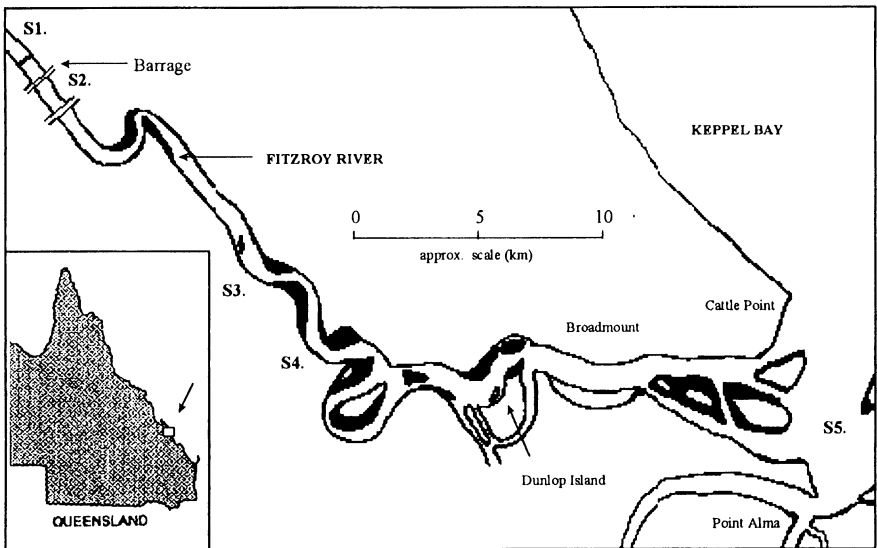 S1.
Barrage
S2.
KEPPEL BAY
FITZROY RIVER
0 5 10
approx. scale (km)
S3.
Cattle Point
Broadmount
S4.
S5.
Dunlop Island
Point Alma
QUEENSLAND